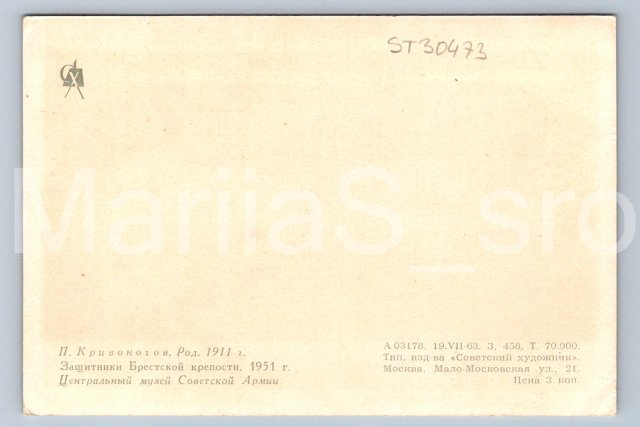 ST30473
СХ
MariiaS_sro
П. Кривоногов. Род. 1911 г.
Защитники Брестской крепости, 1951 г.
Центральный музей Советской Армии.
А 03178. 19.VII-63. З. 458. Т. 70.000.
Тип. изд-ва «Советский художник».
Москва. Мало-Московская ул., 21.
Цена 3 коп.